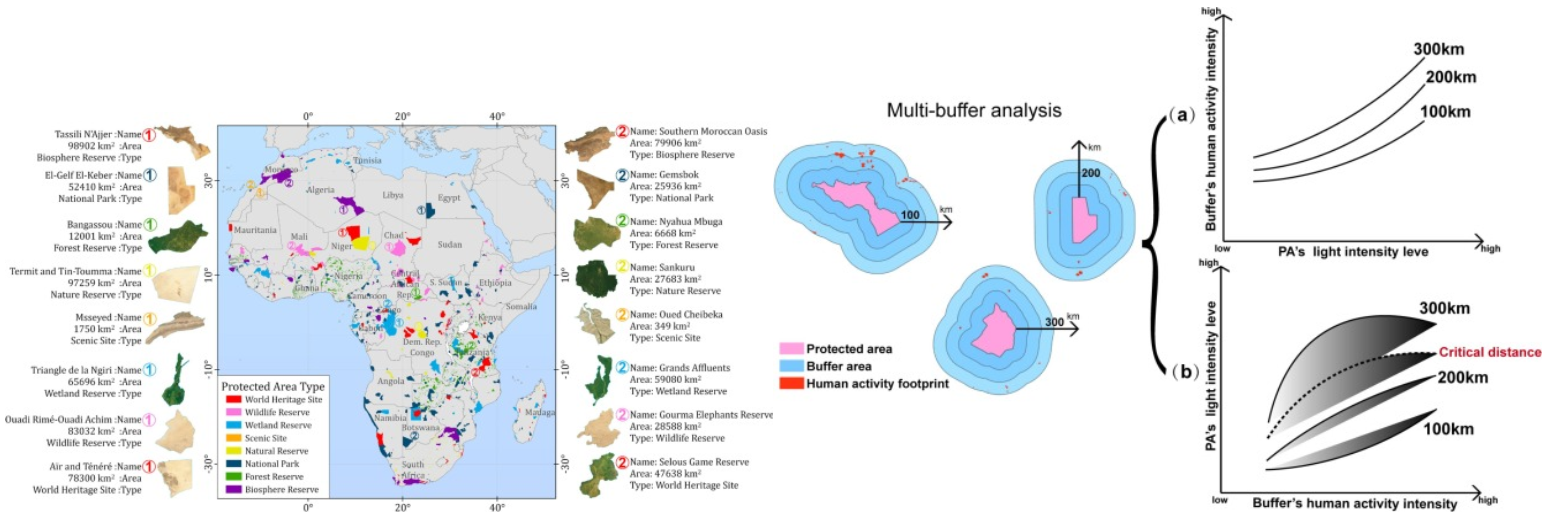 0°
20°
40°
30°
10°
-10°
-30°
Tassili N'Ajjer :Name ①
98902 km² :Area
Biosphere Reserve :Type
El-Gelf El-Keber :Name ①
52410 km² :Area
National Park :Type
Bangassou :Name ①
12001 km² :Area
Forest Reserve :Type
Termit and Tin-Toumma :Name ①
97259 km² :Area
Nature Reserve :Type
Msseyed :Name ①
1750 km² :Area
Scenic Site :Type
Triangle de la Ngiri :Name ①
65696 km² :Area
Wetland Reserve :Type
Ouadi Rimé-Ouadi Achim :Name ①
83032 km² :Area
Wildlife Reserve :Type
Air and Ténéré :Name ①
78300 km² :Area
World Heritage Site :Type
Tunisia
Morocco
Algeria
Libya
Egypt
Mauritania
Mali
Niger
Chad
Sudan
Nigeria
Ghana
Cameroon
Central
African
Rep.
S. Sudan
Ethiopia
Somalia
Kenya
Gabon
Congo
Dem. Rep.
Congo
Tanzania
Angola
Namibia
Botswana
Madaga
South
Africa
Protected Area Type
World Heritage Site
Wildlife Reserve
Wetland Reserve
Scenic Site
Natural Reserve
National Park
Forest Reserve
Biosphere Reserve
30°
10°
-10°
-30°
0°
20°
40°
② Name: Southern Moroccan Oasis
Area: 79906 km²
Type: Biosphere Reserve
② Name: Gemsbok
Area: 25936 km²
Type: National Park
② Name: Nyahua Mbuga
Area: 6668 km²
Type: Forest Reserve
② Name: Sankuru
Area: 27683 km²
Type: Nature Reserve
② Name: Oued Cheibeka
Area: 349 km²
Type: Scenic Site
② Name: Grands Affluents
Area: 59080 km²
Type: Wetland Reserve
② Name: Gourma Elephants Reserve
Area: 28588 km²
Type: Wildlife Reserve
② Name: Selous Game Reserve
Area: 47638 km²
Type: World Heritage Site
Multi-buffer analysis
100
km
km
200
300
km
Protected area
Buffer area
Human activity footprint
(a)
high
Buffer's human activity intensity
low
300km
200km
100km
PA's light intensity leve
high
(b)
high
PA's light intensity leve
low
300km
Critical distance
200km
100km
Buffer's human activity intensity
high